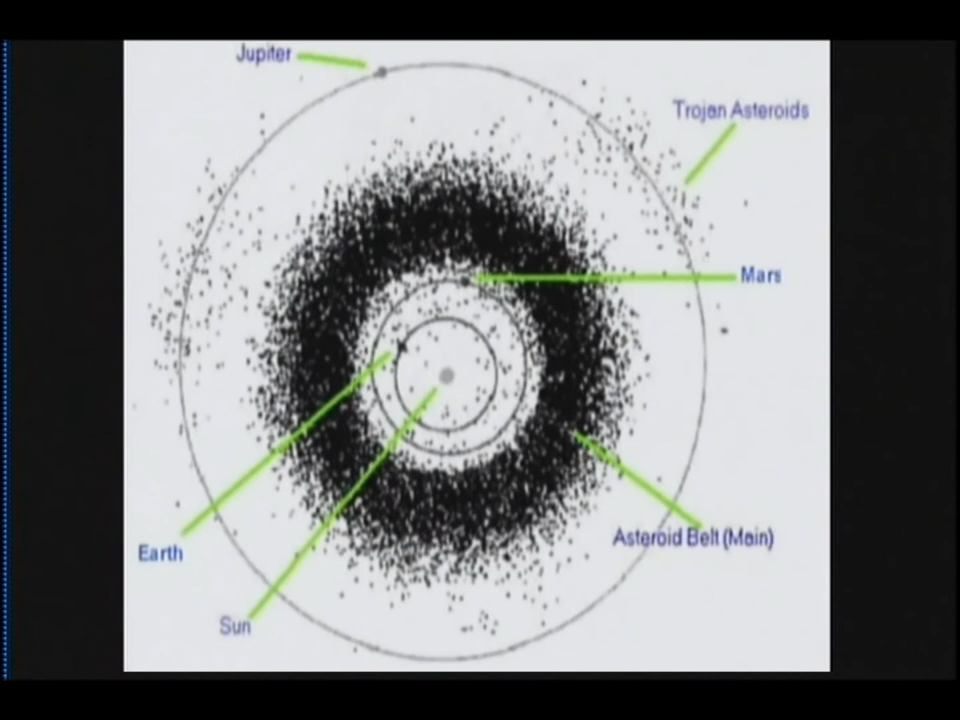 Jupiter
Trojan Asteroids
Mars
Asteroid Belt (Main)
Earth
Sun